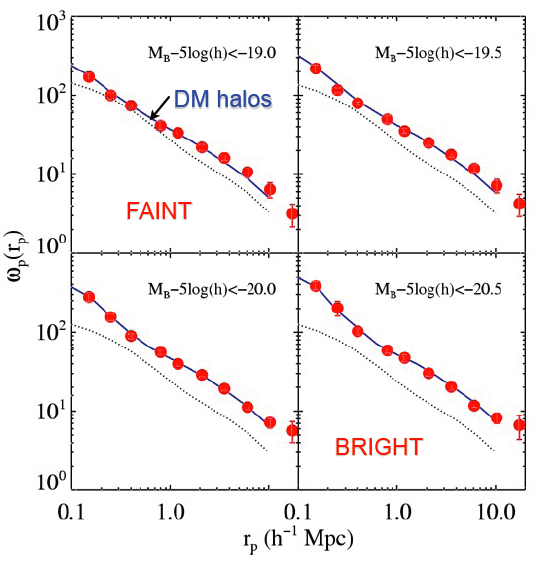 10³
M_B−5log(h)<−19.0
M_B−5log(h)<−19.5
10²
DM halos
10¹
FAINT
10⁰
ω_p(r_p)
M_B−5log(h)<−20.0
M_B−5log(h)<−20.5
10²
10¹
BRIGHT
10⁰
0.1 1.0 10.0 0.1 1.0 10.0
r_p (h⁻¹ Mpc)